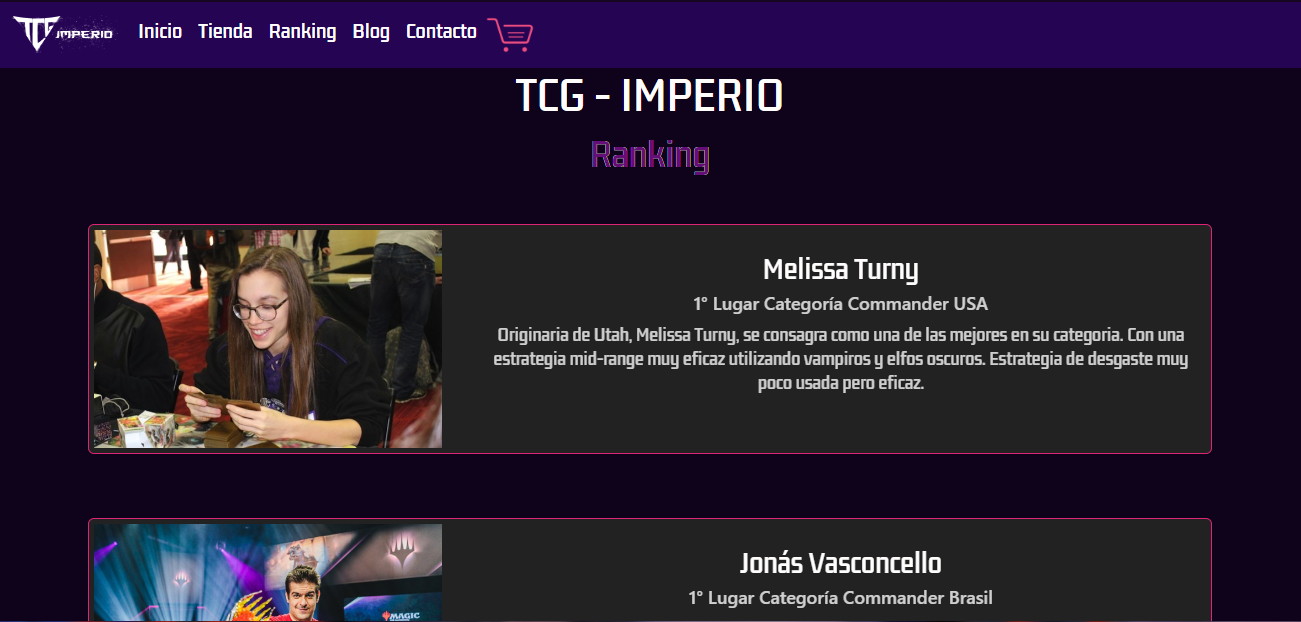 TCG IMPERIO Inicio Tienda Ranking Blog Contacto
TCG - IMPERIO
Ranking
Melissa Turny
1° Lugar Categoría Commander USA
Originaria de Utah, Melissa Turny, se consagra como una de las mejores en su categoria. Con una
estrategia mid-range muy eficaz utilizando vampiros y elfos oscuros. Estrategia de desgaste muy
poco usada pero eficaz.
Jonás Vasconcello
1° Lugar Categoría Commander Brasil
MAGIC